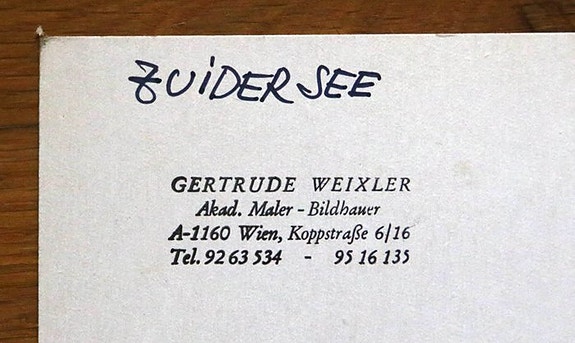 ZUiDERSEE
GERTRUDE WEIXLER
Akad. Maler - Bildhauer
A-1160 Wien, Koppstraße 6/16
Tel. 92 63 534 - 95 16 135